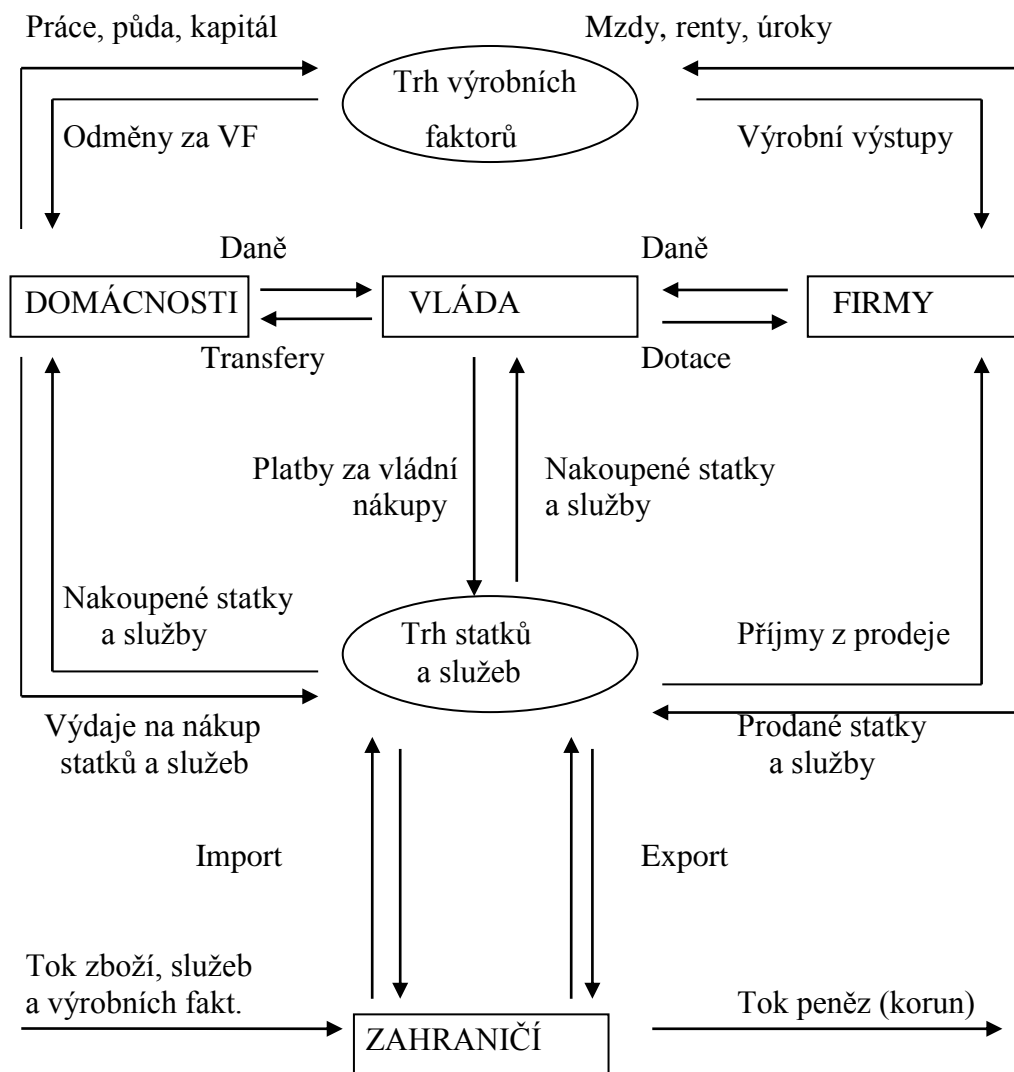 Práce, půda, kapitál
Mzdy, renty, úroky
Trh výrobních
faktorů
Odměny za VF
Výrobní výstupy
Daně
Daně
DOMÁCNOSTI
VLÁDA
FIRMY
Transfery
Dotace
Platby za vládní
nákupy
Nakoupené statky
a služby
Nakoupené statky
a služby
Trh statků
a služeb
Příjmy z prodeje
Výdaje na nákup
statků a služeb
Prodané statky
a služby
Import
Export
Tok zboží, služeb
a výrobních fakt.
Tok peněz (korun)
ZAHRANIČÍ